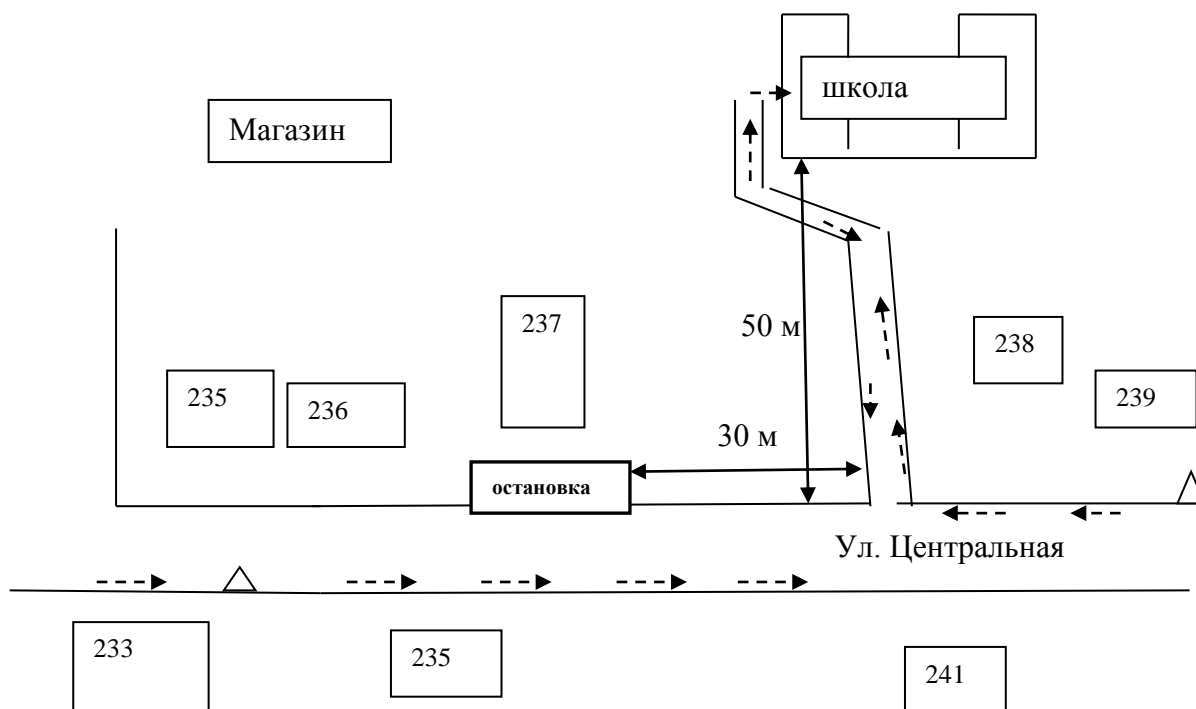 школа
Магазин
237
50 м
238
235
236
239
30 м
остановка
Ул. Центральная
233
235
241